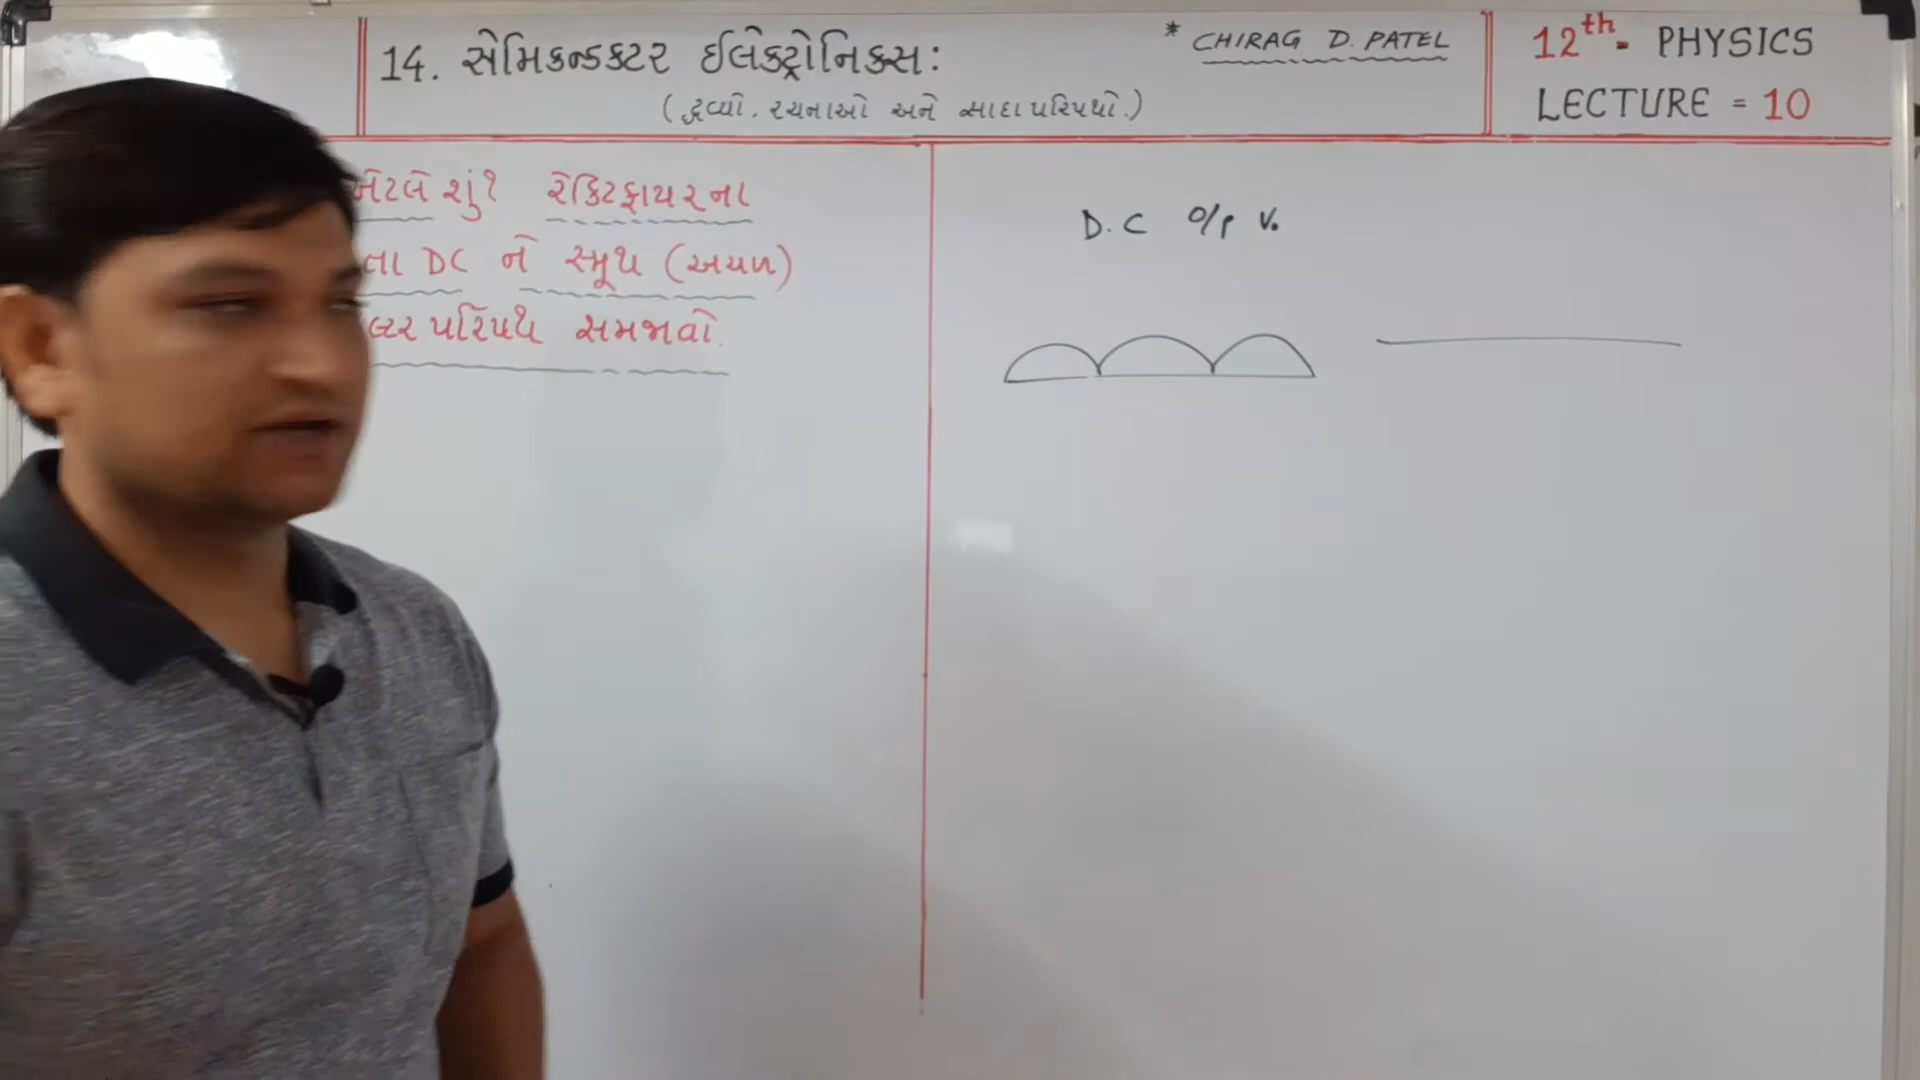 14. સેમિકન્ડક્ટર ઈલેક્ટ્રોનિક્સ:
(દ્રવ્યો, રચનાઓ અને સાદા પરિપથો.)
* CHIRAG D. PATEL
12th - PHYSICS
LECTURE = 10
એટલે શું? રેક્ટિફાયરના
DC ને સ્મૂથ (અચળ)
પરિપથ સમજાવો.
D.C O/P V.